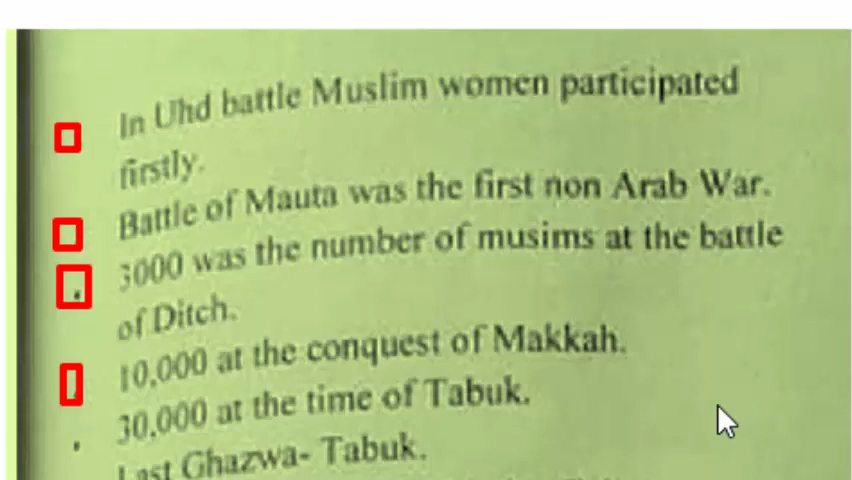 In Uhd battle Muslim women participated
firstly.
Battle of Mauta was the first non Arab War.
3000 was the number of musims at the battle
of Ditch.
10,000 at the conquest of Makkah.
30,000 at the time of Tabuk.
Last Ghazwa- Tabuk.